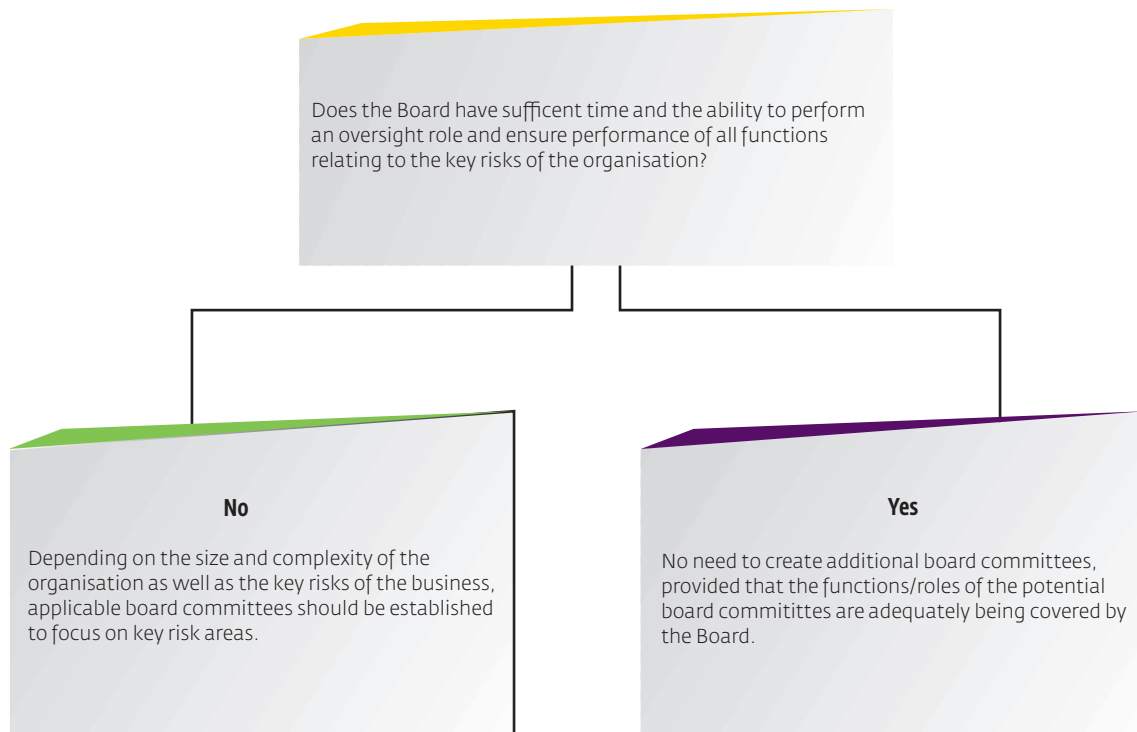 Does the Board have sufficent time and the ability to perform
an oversight role and ensure performance of all functions
relating to the key risks of the organisation?
No
Depending on the size and complexity of the
organisation as well as the key risks of the business,
applicable board committees should be established
to focus on key risk areas.
Yes
No need to create additional board committees,
provided that the functions/roles of the potential
board commitittes are adequately being covered by
the Board.